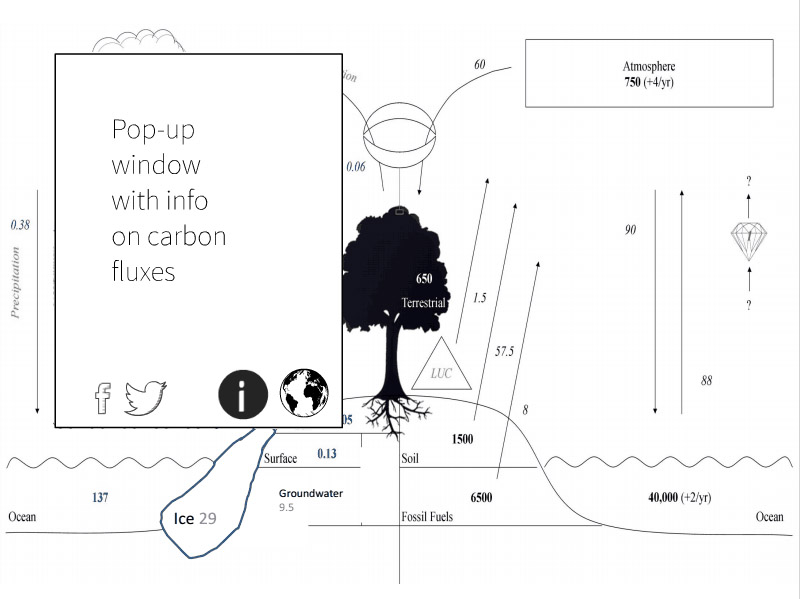 60
Atmosphere
750 (+4/yr)
Pop-up
window
with info
on carbon
fluxes
0.06
0.38
Precipitation
?
1
?
90
88
650
Terrestrial
1.5
57.5
8
LUC
f
i
05
1500
Surface
0.13
Soil
137
Groundwater
9.5
6500
40,000 (+2/yr)
Ice 29
Ocean
Fossil Fuels
Ocean